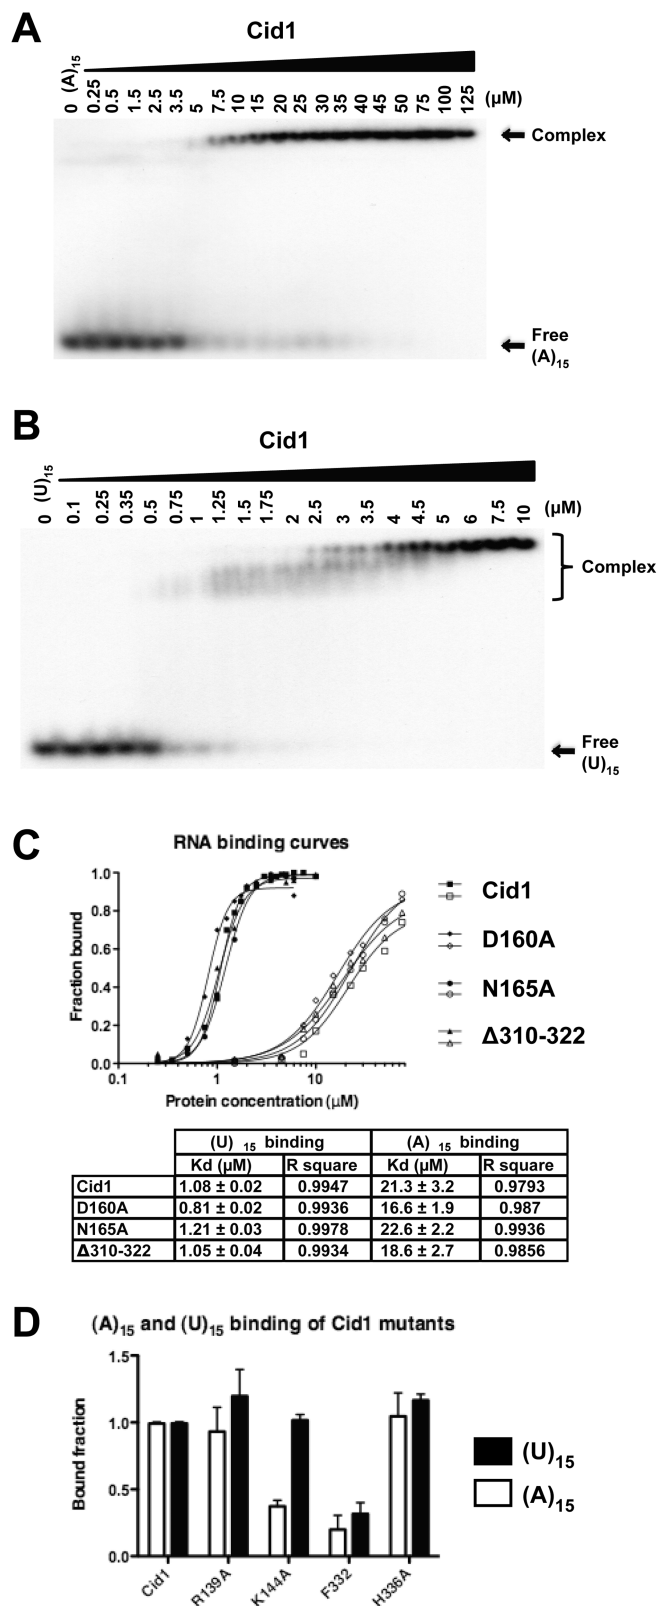 A
Cid1
0 (A)15 0.25 0.5 1.5 2.5 3.5 5 7.5 10 15 20 25 30 35 40 45 50 75 100 125 (µM)
Complex
Free
(A)15
B
Cid1
0 (U)15 0.1 0.25 0.35 0.5 0.75 1 1.25 1.5 1.75 2 2.5 3 3.5 4 4.5 5 6 7.5 10 (µM)
Complex
Free
(U)15
C
RNA binding curves
Fraction bound
1.0
0.8
0.6
0.4
0.2
0.0
0.1 1 10
Protein concentration (µM)
Cid1
D160A
N165A
Δ310-322
(U) 15 binding (A) 15 binding
Kd (µM) R square Kd (µM) R square
Cid1 1.08 ± 0.02 0.9947 21.3 ± 3.2 0.9793
D160A 0.81 ± 0.02 0.9936 16.6 ± 1.9 0.987
N165A 1.21 ± 0.03 0.9978 22.6 ± 2.2 0.9936
Δ310-322 1.05 ± 0.04 0.9934 18.6 ± 2.7 0.9856
D
(A)15 and (U)15 binding of Cid1 mutants
Bound fraction
1.5
1.0
0.5
0.0
Cid1 R139A K144A F332 H336A
(U)15
(A)15